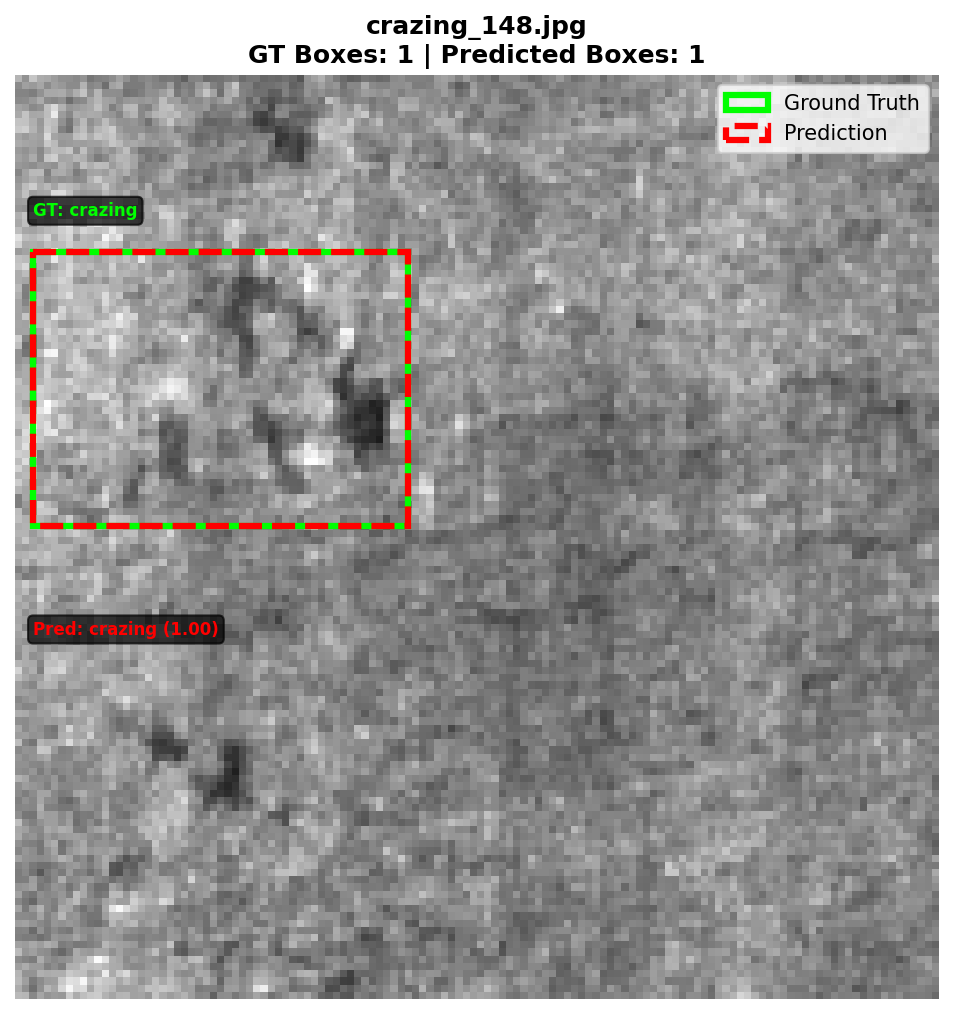 crazing_148.jpg
GT Boxes: 1 | Predicted Boxes: 1
Ground Truth
Prediction
GT: crazing
Pred: crazing (1.00)